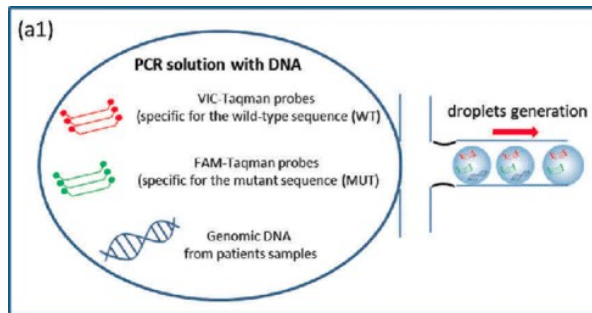 (a1)
PCR solution with DNA
VIC-Taqman probes
(specific for the wild-type sequence (WT)
FAM-Taqman probes
(specific for the mutant sequence (MUT)
Genomic DNA
from patients samples
droplets generation